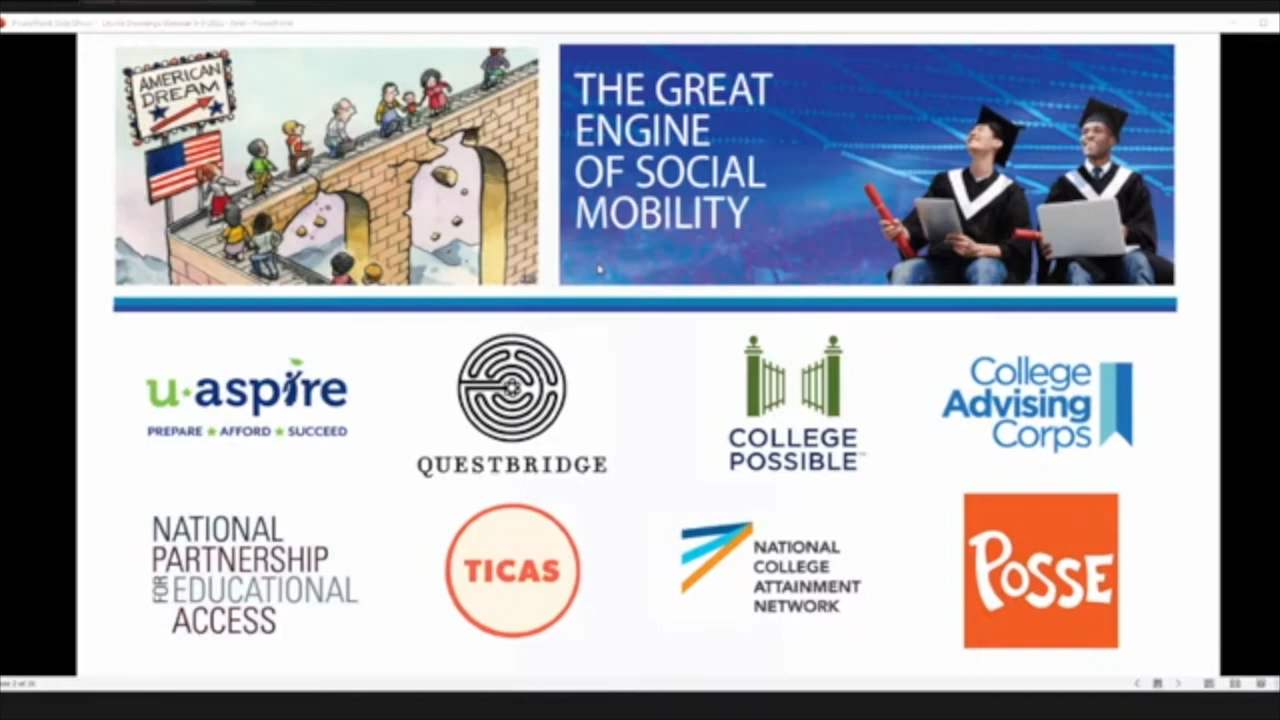 AMERICAN
DREAM
THE GREAT
ENGINE
OF SOCIAL
MOBILITY
u·aspire
PREPARE ★ AFFORD ★ SUCCEED
QUESTBRIDGE
COLLEGE
POSSIBLE
College
Advising
Corps
NATIONAL
PARTNERSHIP
FOR EDUCATIONAL
ACCESS
TICAS
NATIONAL
COLLEGE
ATTAINMENT
NETWORK
POSSE